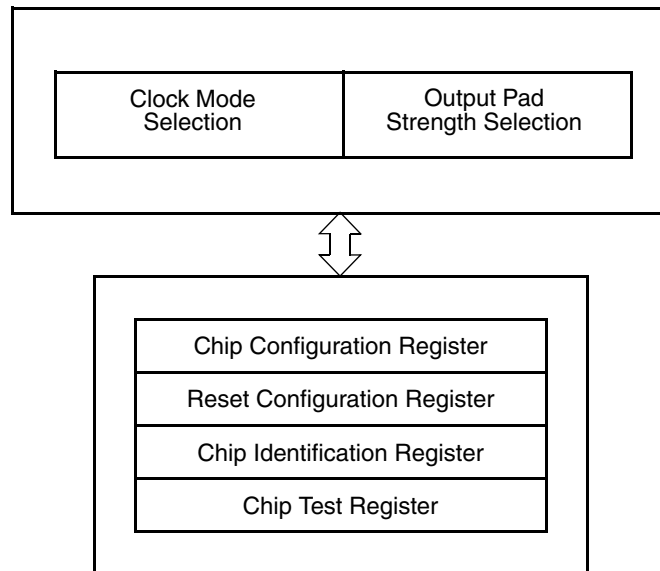 Clock Mode
Selection
Output Pad
Strength Selection
Chip Configuration Register
Reset Configuration Register
Chip Identification Register
Chip Test Register